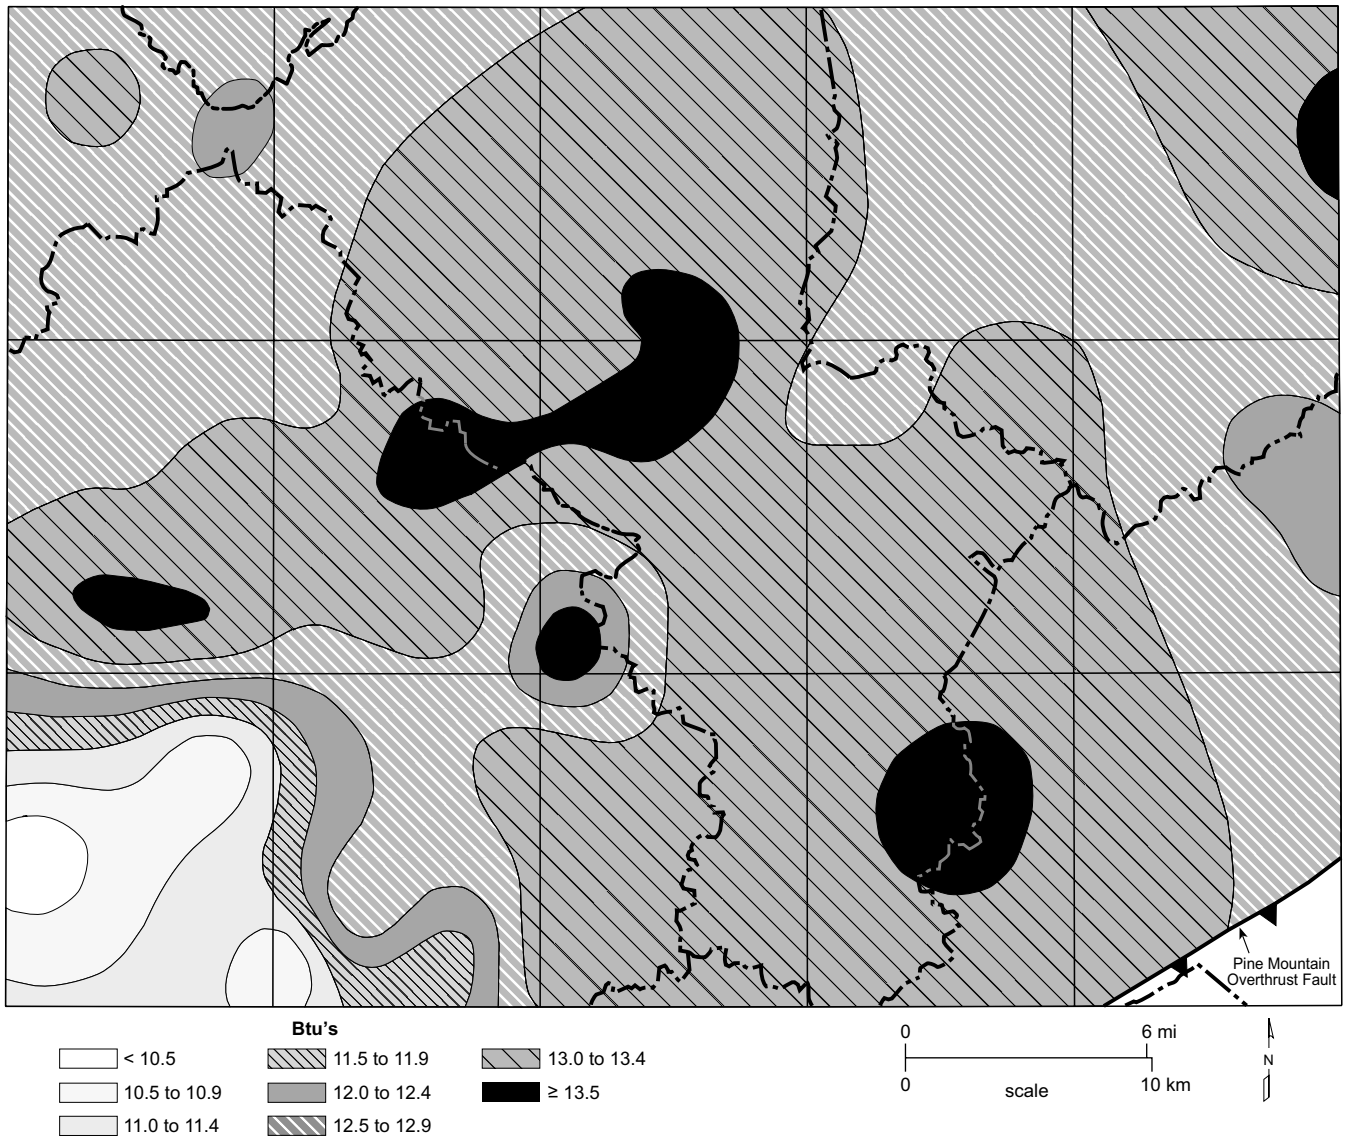 Pine Mountain
Overthrust Fault
Btu's
< 10.5
10.5 to 10.9
11.0 to 11.4
11.5 to 11.9
12.0 to 12.4
12.5 to 12.9
13.0 to 13.4
≥ 13.5
0 6 mi
0 10 km
scale
N